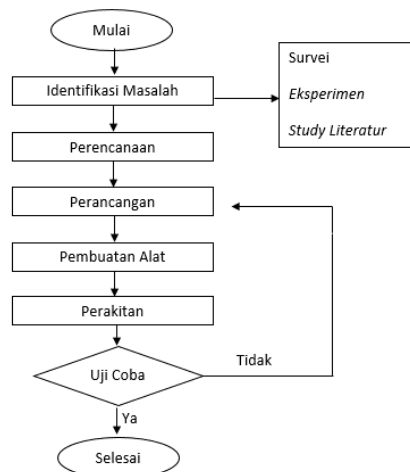 Mulai
Identifikasi Masalah
Survei
Eksperimen
Study Literatur
Perencanaan
Perancangan
Pembuatan Alat
Perakitan
Uji Coba
Tidak
Ya
Selesai